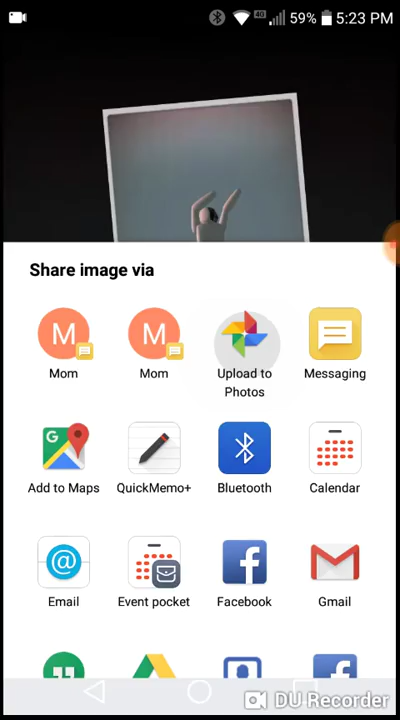 4G 59% 5:23 PM
Share image via
M M
Mom Mom Upload to Photos Messaging
G
Add to Maps QuickMemo+ Bluetooth Calendar
@ f M
Email Event pocket Facebook Gmail
DU Recorder